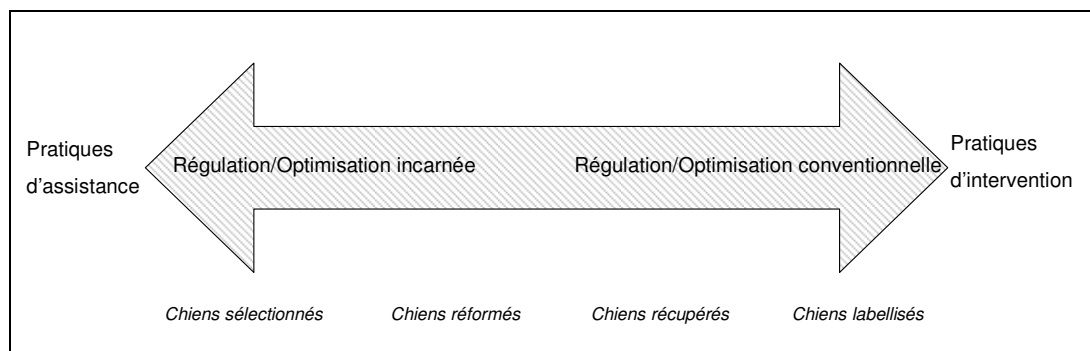 Pratiques
d'assistance
Régulation/Optimisation incarnée
Régulation/Optimisation conventionnelle
Pratiques
d'intervention
Chiens sélectionnés
Chiens réformés
Chiens récupérés
Chiens labellisés